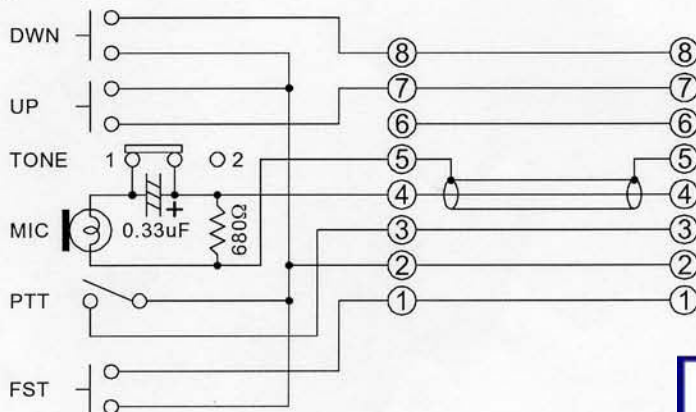 DWN
⑧ ⑧
UP
⑦ ⑦
⑥ ⑥
TONE 1 2
⑤ ⑤
④ ④
MIC
+
0.33uF
680Ω
③ ③
② ②
PTT
① ①
FST